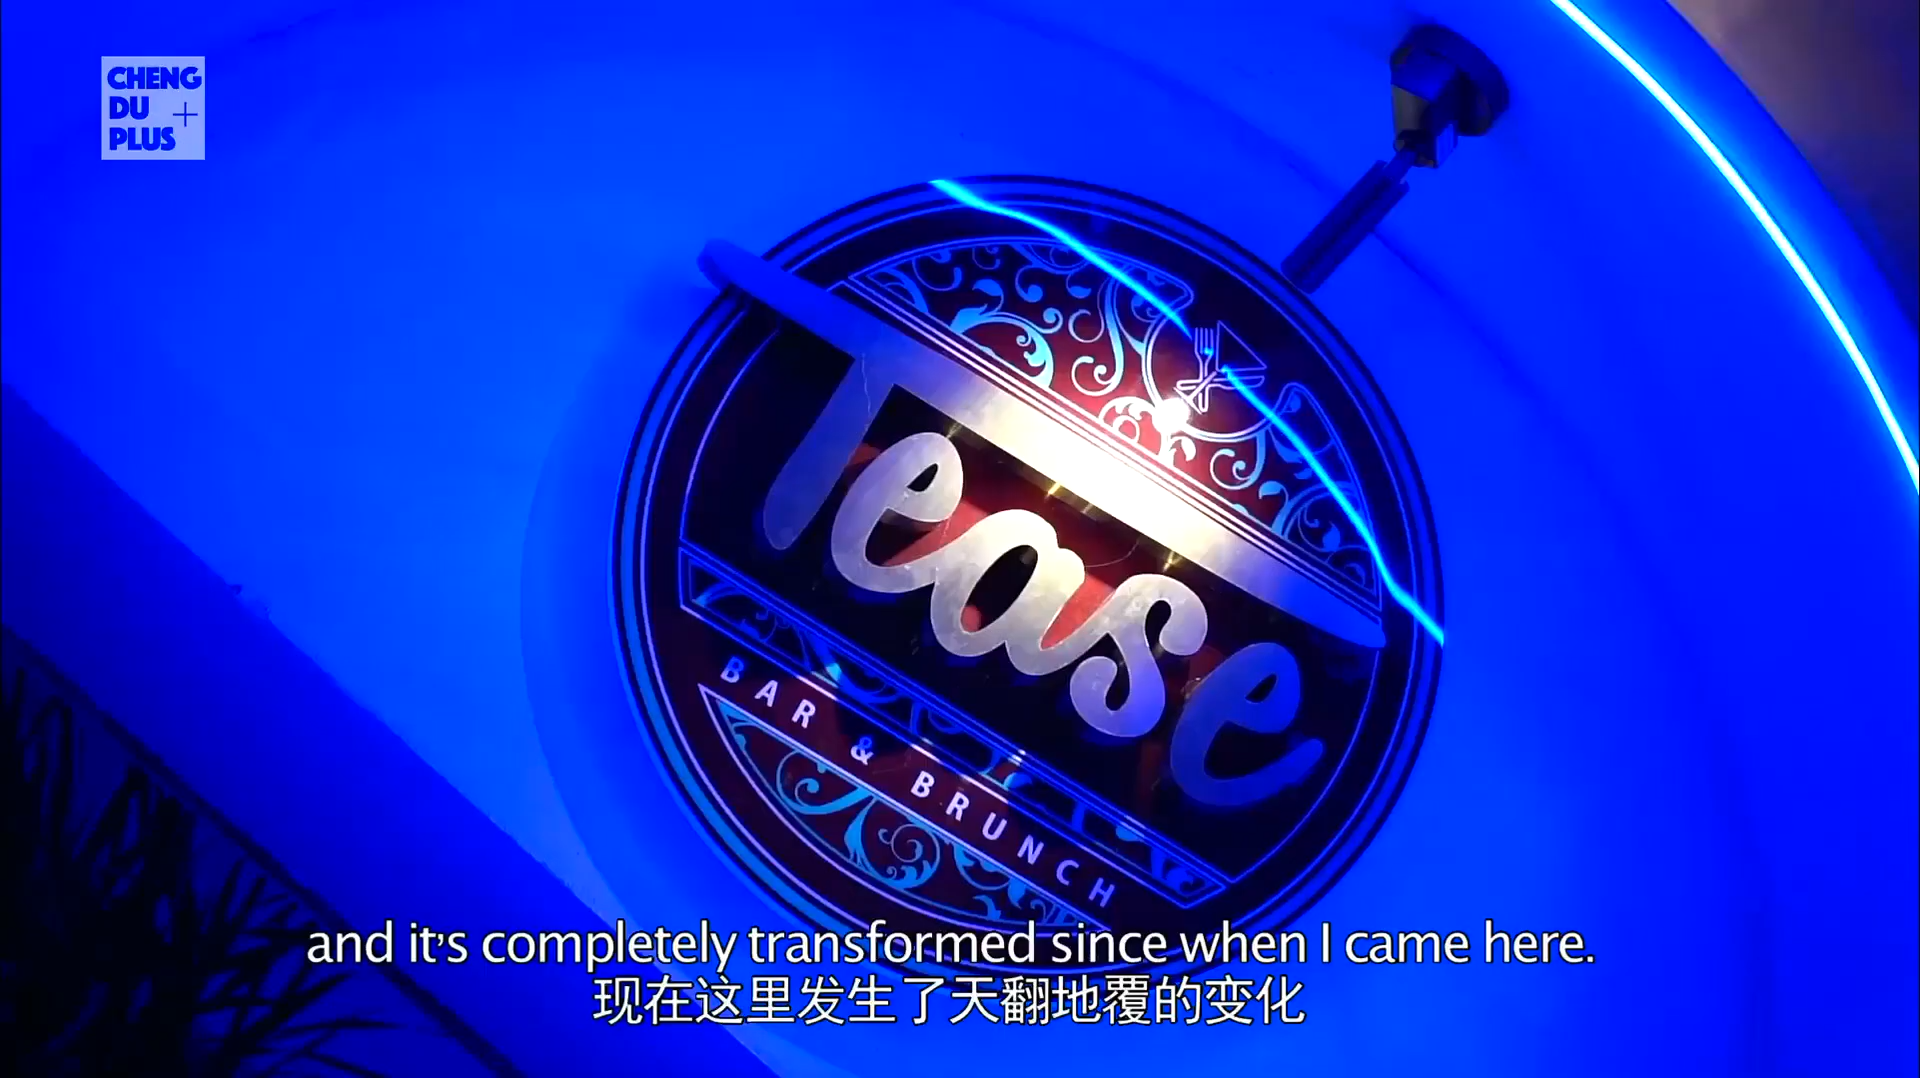 CHENG
DU
PLUS+
Tease
BAR & BRUNCH
and it's completely transformed since when I came here.
现在这里发生了天翻地覆的变化